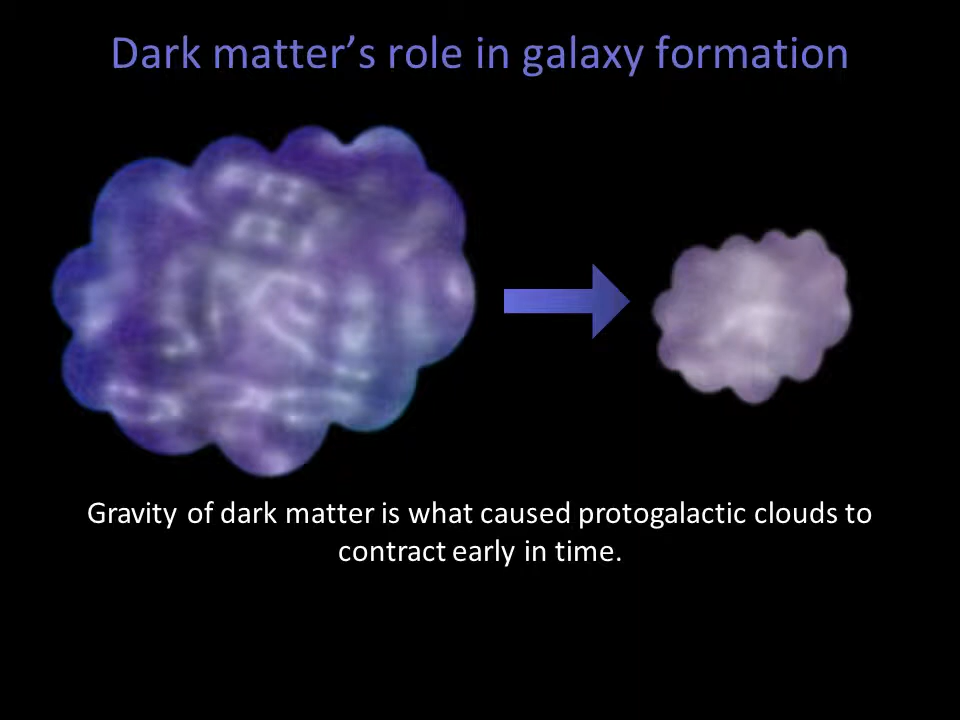 Dark matter’s role in galaxy formation
Gravity of dark matter is what caused protogalactic clouds to
contract early in time.